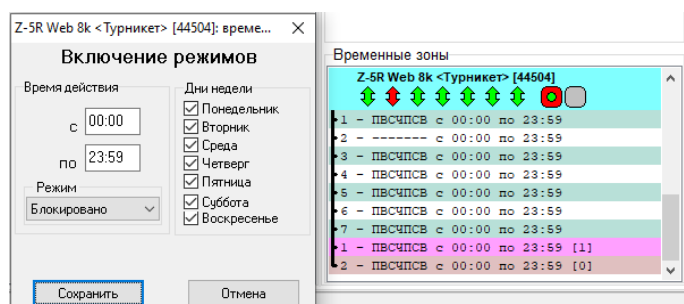 Z-5R Web 8k <Турникет> [44504]: време...
Включение режимов
Время действия
с 00:00
по 23:59
Режим
Блокировано
Дни недели
Понедельник
Вторник
Среда
Четверг
Пятница
Суббота
Воскресенье
Сохранить
Отмена
Временные зоны
Z-5R Web 8k <Турникет> [44504]
1 - ПВСЧПСВ с 00:00 по 23:59
2 - ------- с 00:00 по 23:59
3 - ПВСЧПСВ с 00:00 по 23:59
4 - ПВСЧПСВ с 00:00 по 23:59
5 - ПВСЧПСВ с 00:00 по 23:59
6 - ПВСЧПСВ с 00:00 по 23:59
7 - ПВСЧПСВ с 00:00 по 23:59
1 - ПВСЧПСВ с 00:00 по 23:59 [1]
2 - ПВСЧПСВ с 00:00 по 23:59 [0]